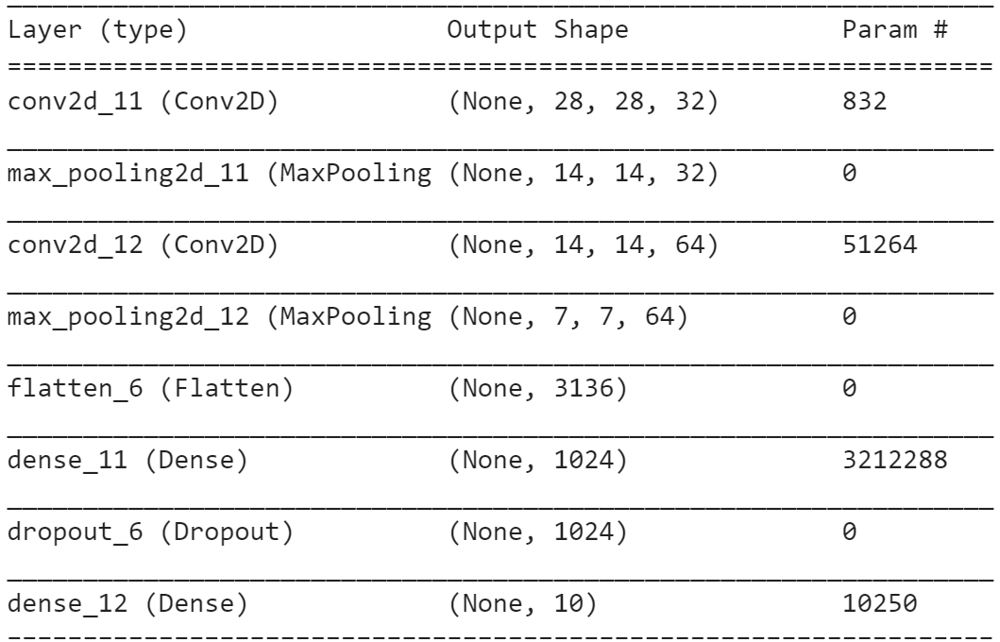 Layer (type) Output Shape Param #
=================================================================
conv2d_11 (Conv2D) (None, 28, 28, 32) 832
_________________________________________________________________
max_pooling2d_11 (MaxPooling (None, 14, 14, 32) 0
_________________________________________________________________
conv2d_12 (Conv2D) (None, 14, 14, 64) 51264
_________________________________________________________________
max_pooling2d_12 (MaxPooling (None, 7, 7, 64) 0
_________________________________________________________________
flatten_6 (Flatten) (None, 3136) 0
_________________________________________________________________
dense_11 (Dense) (None, 1024) 3212288
_________________________________________________________________
dropout_6 (Dropout) (None, 1024) 0
_________________________________________________________________
dense_12 (Dense) (None, 10) 10250